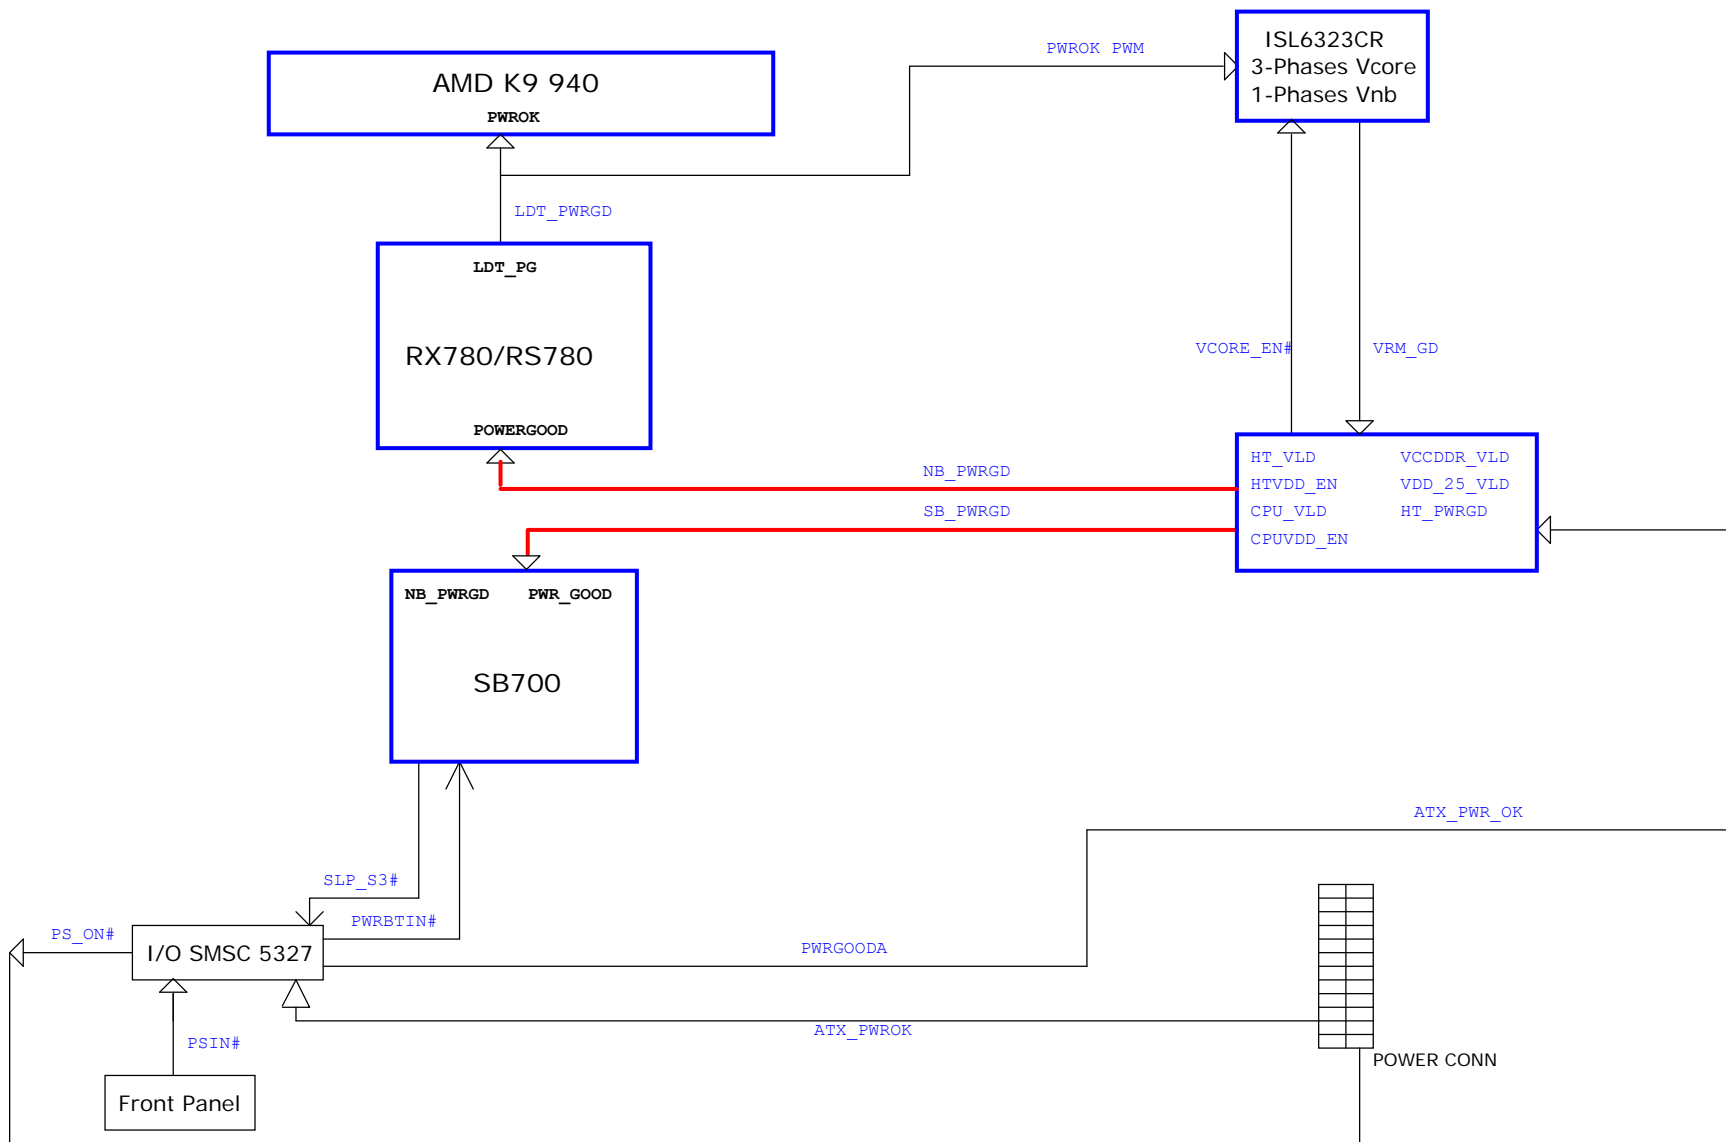 ISL6323CR
3-Phases Vcore
1-Phases Vnb
PWROK PWM
AMD K9 940
PWROK
LDT_PWRGD
LDT_PG
RX780/RS780
POWERGOOD
VCORE_EN#
VRM_GD
NB_PWRGD
SB_PWRGD
HT_VLD VCCDDR_VLD
HTVDD_EN VDD_25_VLD
CPU_VLD HT_PWRGD
CPUVDD_EN
NB_PWRGD PWR_GOOD
SB700
ATX_PWR_OK
SLP_S3#
PWRBTIN#
PS_ON#
I/O SMSC 5327
PWRGOODA
ATX_PWROK
PSIN#
POWER CONN
Front Panel